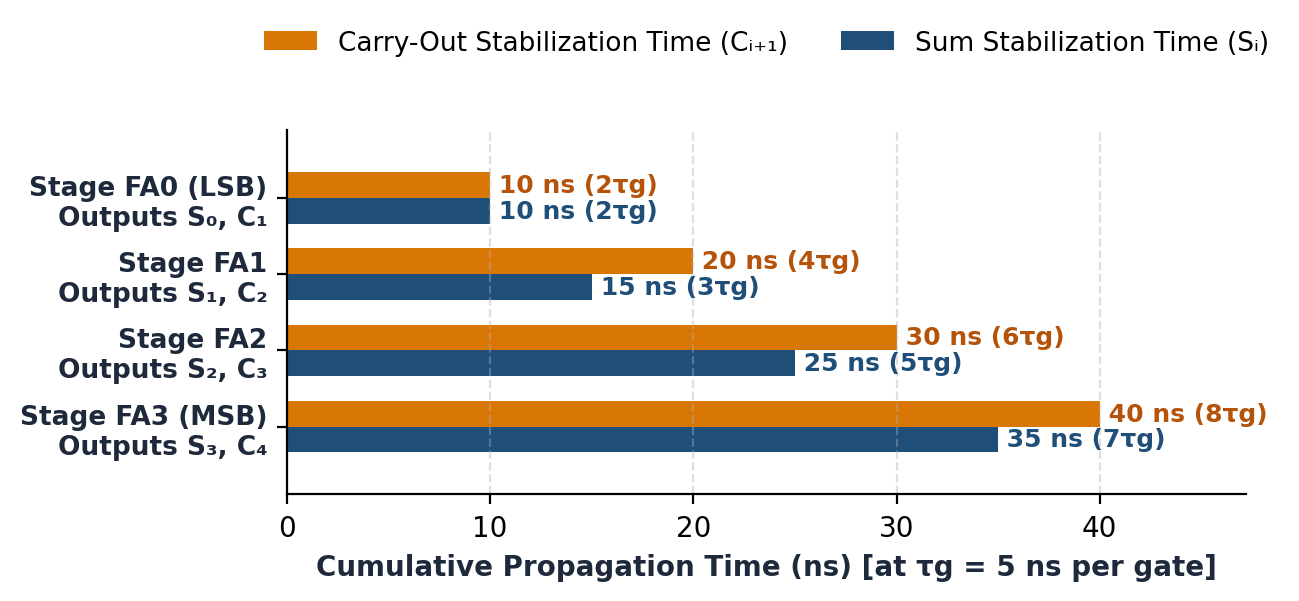 Carry-Out Stabilization Time (Cᵢ₊₁) Sum Stabilization Time (Sᵢ)
Stage FA0 (LSB)
Outputs S₀, C₁
10 ns (2τg)
10 ns (2τg)
Stage FA1
Outputs S₁, C₂
20 ns (4τg)
15 ns (3τg)
Stage FA2
Outputs S₂, C₃
30 ns (6τg)
25 ns (5τg)
Stage FA3 (MSB)
Outputs S₃, C₄
40 ns (8τg)
35 ns (7τg)
0 10 20 30 40
Cumulative Propagation Time (ns) [at τg = 5 ns per gate]